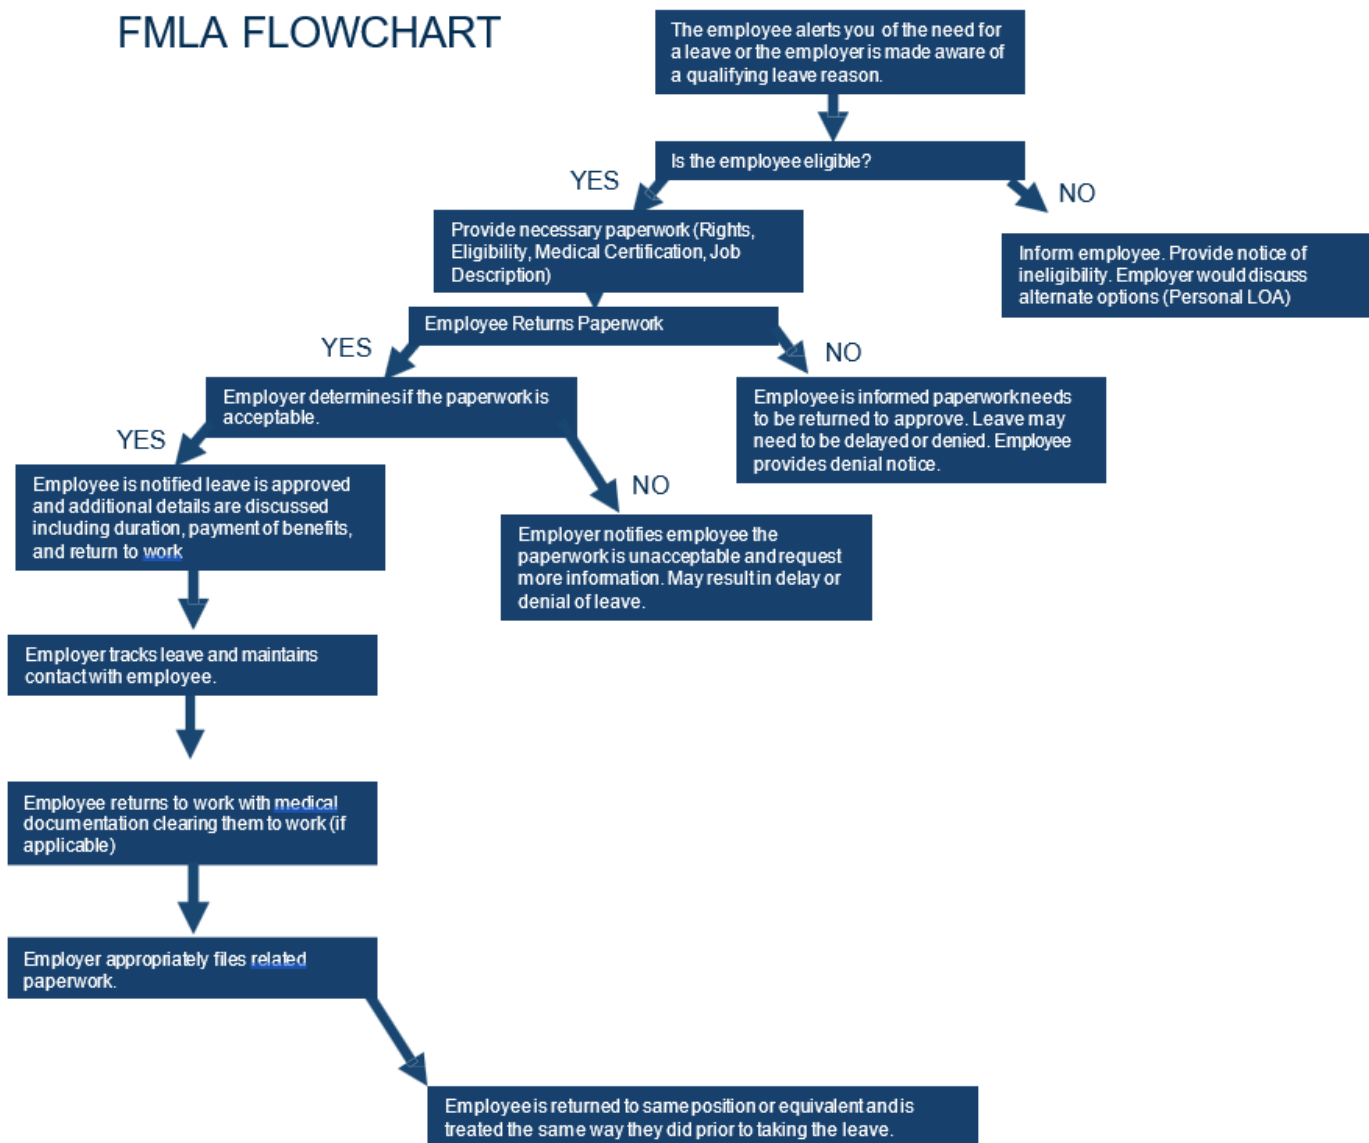 FMLA FLOWCHART
The employee alerts you of the need for
a leave or the employer is made aware of
a qualifying leave reason.
Is the employee eligible?
YES
NO
Provide necessary paperwork (Rights,
Eligibility, Medical Certification, Job
Description)
Inform employee. Provide notice of
ineligibility. Employer would discuss
alternate options (Personal LOA)
Employee Returns Paperwork
YES
NO
Employer determines if the paperwork is
acceptable.
Employee is informed paperwork needs
to be returned to approve. Leave may
need to be delayed or denied. Employee
provides denial notice.
YES
NO
Employee is notified leave is approved
and additional details are discussed
including duration, payment of benefits,
and return to work
Employer notifies employee the
paperwork is unacceptable and request
more information. May result in delay or
denial of leave.
Employer tracks leave and maintains
contact with employee.
Employee returns to work with medical
documentation clearing them to work (if
applicable)
Employer appropriately files related
paperwork.
Employee is returned to same position or equivalent and is
treated the same way they did prior to taking the leave.